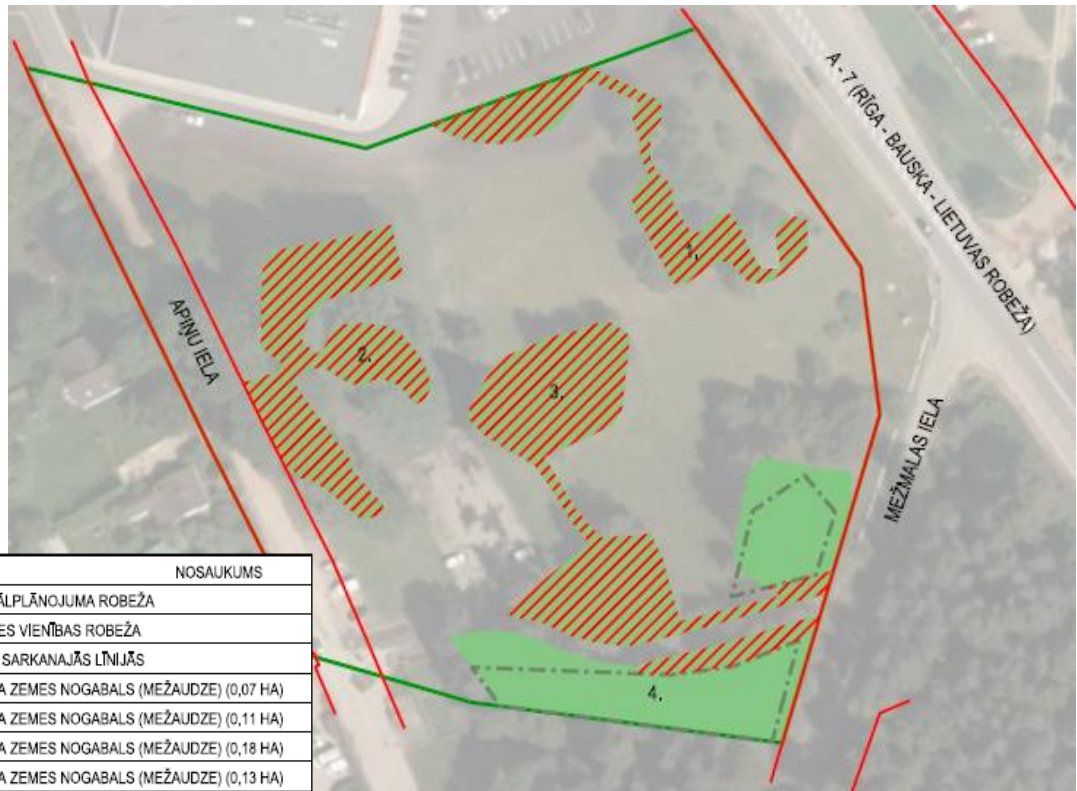 A - 7 (RĪGA - BAUSKA - LIETUVAS ROBEŽA)
1.
APIŅU IELA
2.
3.
MEŽMALAS IELA
4.
NOSAUKUMS
ROBEŽA
VIENĪBAS ROBEŽA
SARKANAJĀS LĪNIJĀS
ZEMES NOGABALS (MEŽAUDZE) (0,07 HA)
ZEMES NOGABALS (MEŽAUDZE) (0,11 HA)
ZEMES NOGABALS (MEŽAUDZE) (0,18 HA)
ZEMES NOGABALS (MEŽAUDZE) (0,13 HA)